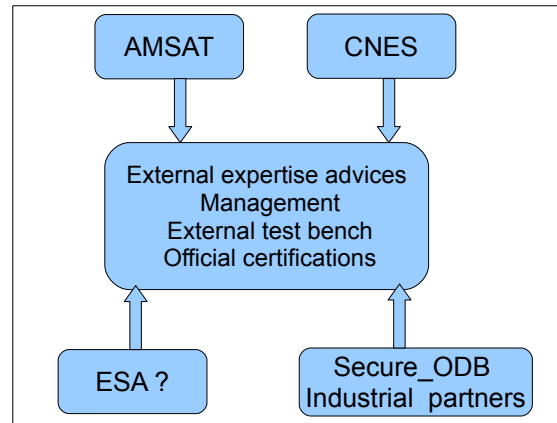 AMSAT
CNES
External expertise advices
Management
External test bench
Official certifications
ESA ?
Secure_ODB
Industrial partners